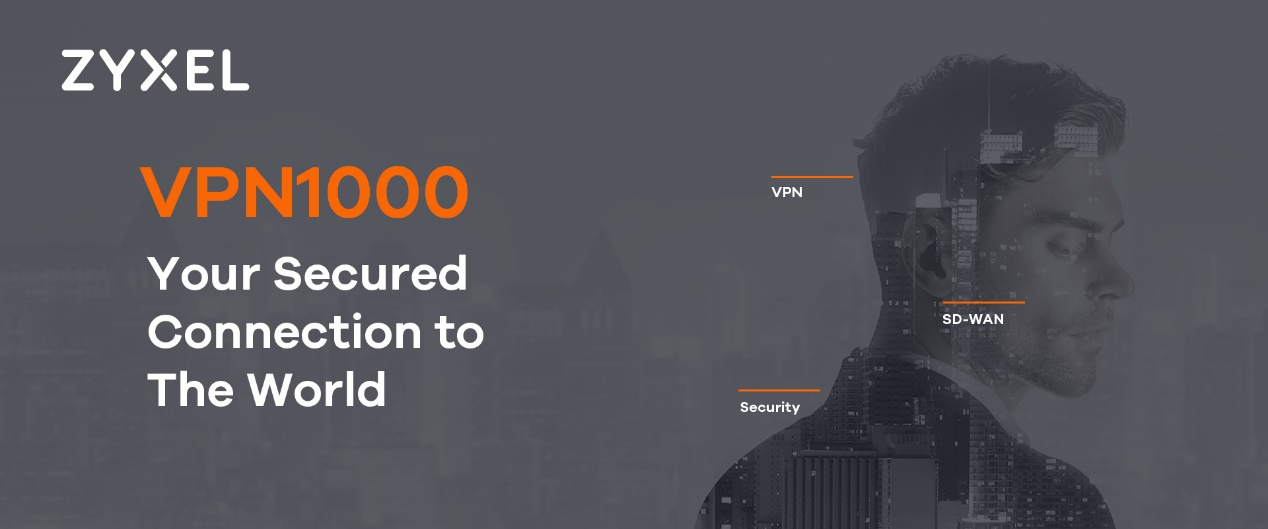 ZYXEL
VPN1000
Your Secured
Connection to
The World
VPN
SD-WAN
Security